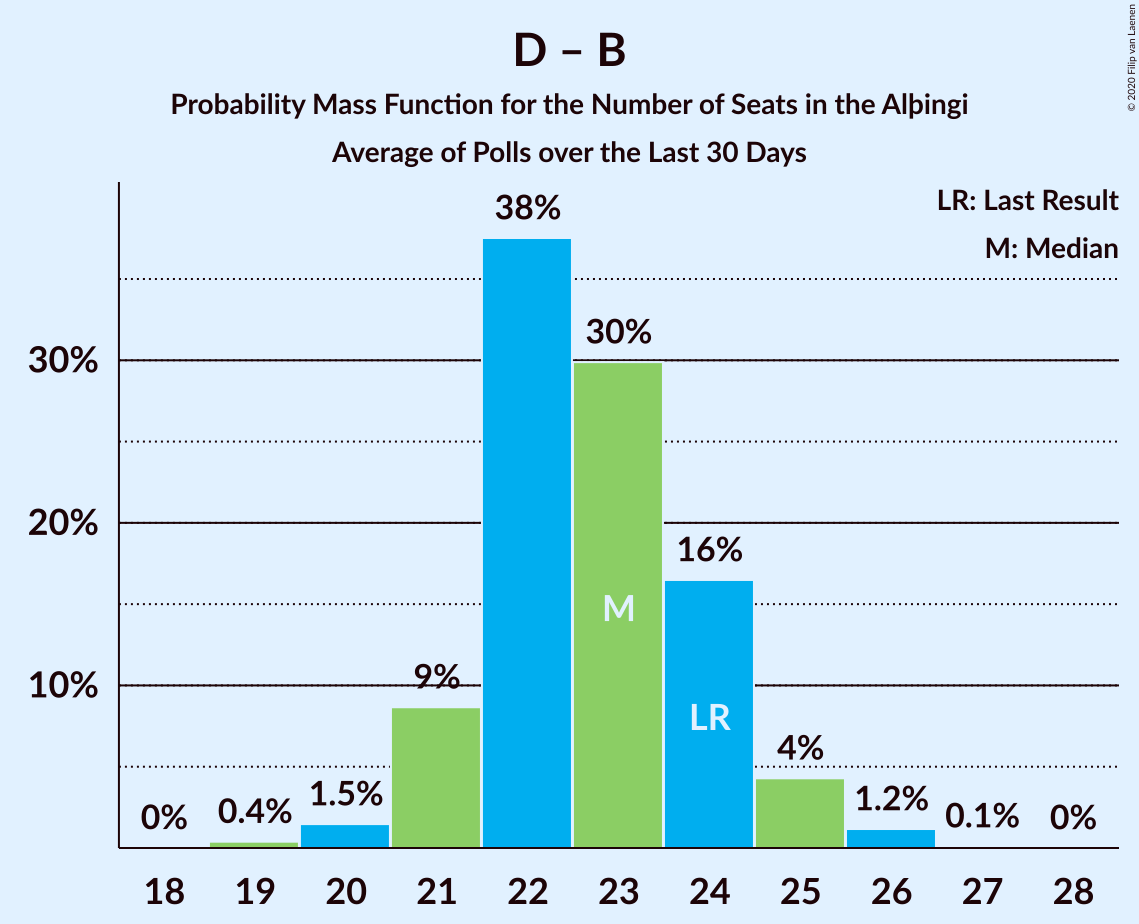 D – B
Probability Mass Function for the Number of Seats in the Alþingi
Average of Polls over the Last 30 Days
© 2020 Filip van Laenen
LR: Last Result
M: Median
30%
20%
10%
0%
0.4%
1.5%
9%
38%
30%
16%
4%
1.2%
0.1%
0%
M
LR
18 19 20 21 22 23 24 25 26 27 28